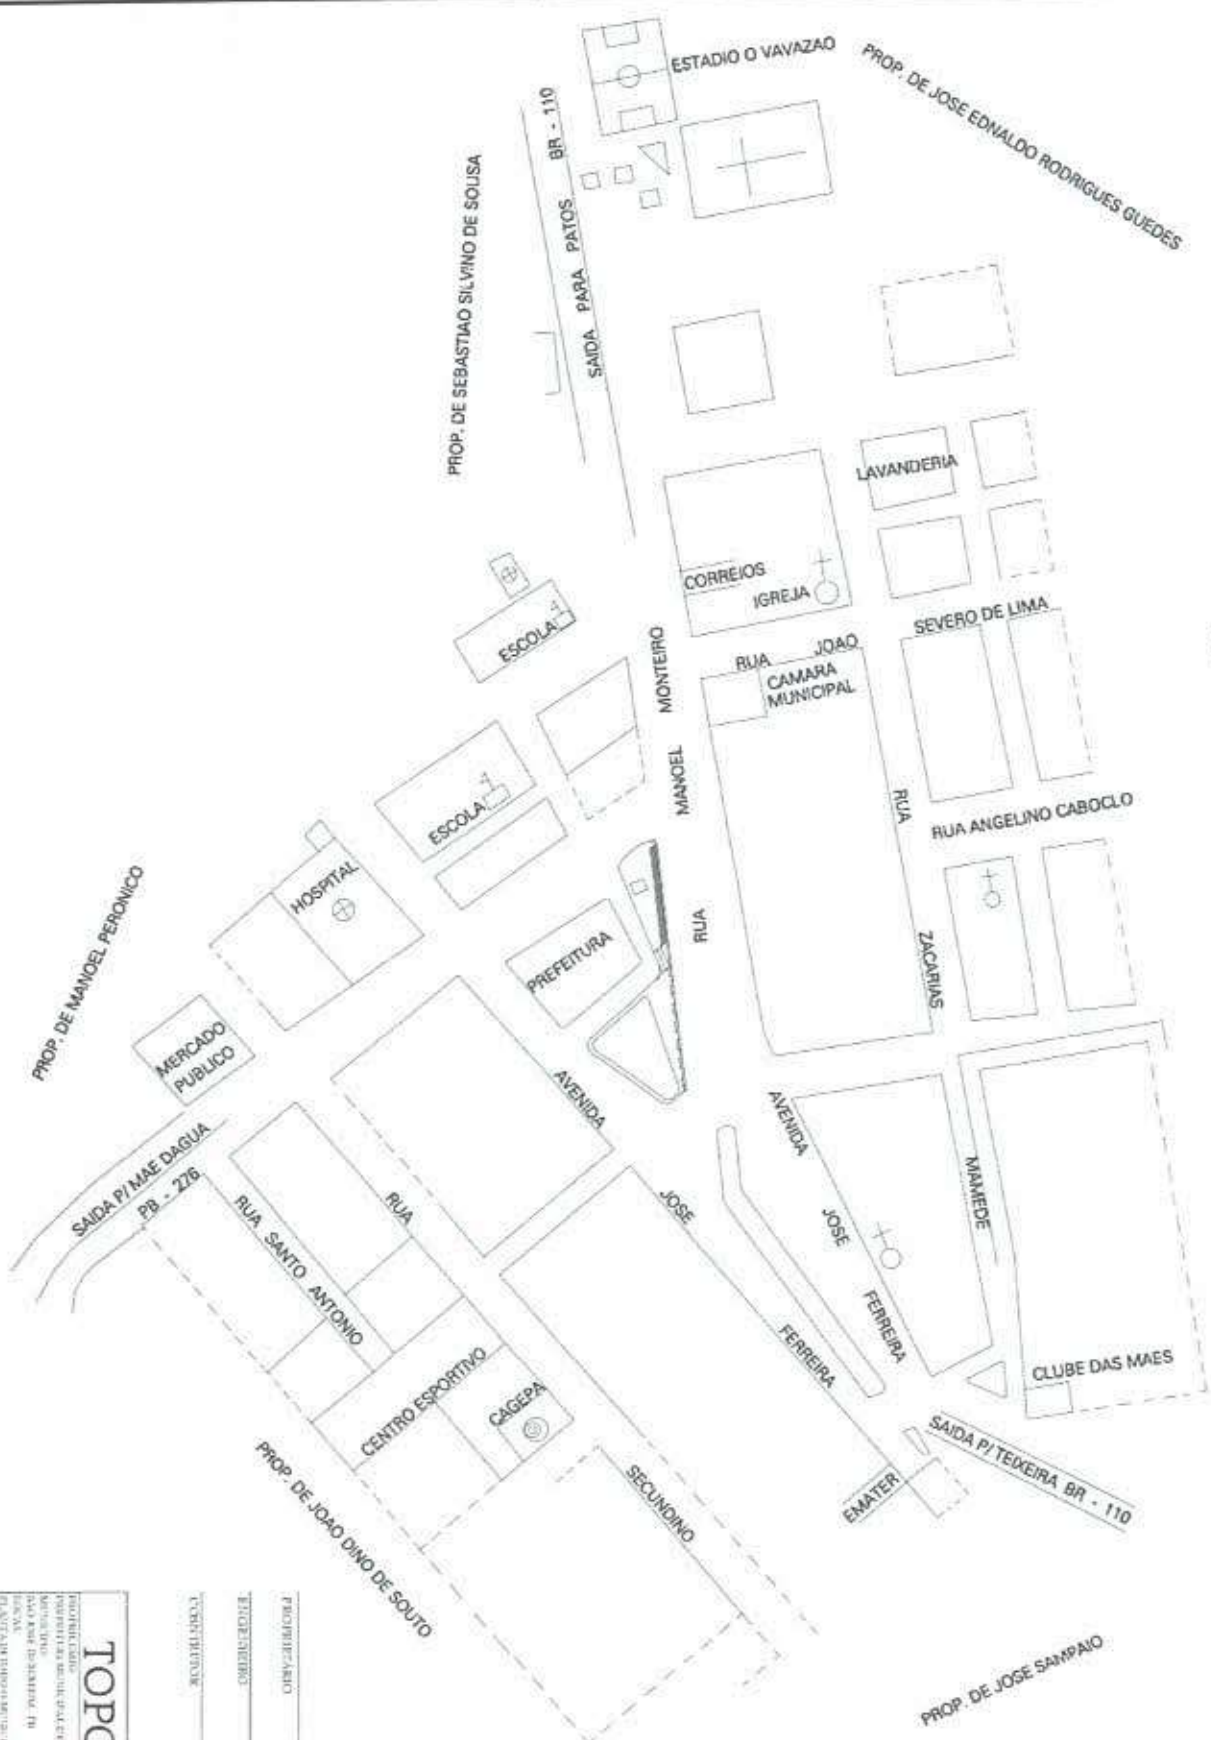 ESTADIO O VAVAZAO
PROP. DE JOSE EDNALDO RODRIGUES GUEDES
BR - 110
SAIDA PARA PATOS
PROP. DE SEBASTIAO SILVINO DE SOUSA
LAVANDERIA
CORREIOS
IGREJA
SEVERO DE LIMA
RUA JOAO
CAMARA
MUNICIPAL
ESCOLA
MONTEIRO
MANOEL
RUA
ESCOLA
RUA
RUA ANGELINO CABOCLO
HOSPITAL
PREFEITURA
ZACARIAS
PROP. DE MANOEL PERONICO
MERCADO
PUBLICO
AVENIDA
AVENIDA
SAIDA P/ MAE DAGUA
PB - 276
RUA SANTO ANTONIO
RUA
JOSE
JOSE
MAMEDE
FERREIRA
FERREIRA
CLUBE DAS MAES
CENTRO ESPORTIVO
CAGEPA
SAIDA P/ TEIXEIRA BR - 110
EMATER
SECUNDINO
PROP. DE JOAO DINO DE SOUTO
PROP. DE JOSE SAMPAIO
PROPRIETARIO
ENGENHEIRO
CONSTRUTOR
TOPO